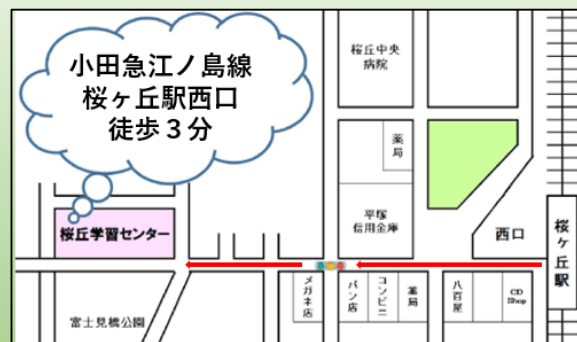 小田急江ノ島線
桜ヶ丘駅西口
徒歩３分
桜丘中央
病院
薬局
平塚
信用金庫
西口
桜ヶ丘駅
桜丘学習センター
メガネ店
パン店
コンビニ
薬局
八百屋
CD
Shop
富士見橋公園